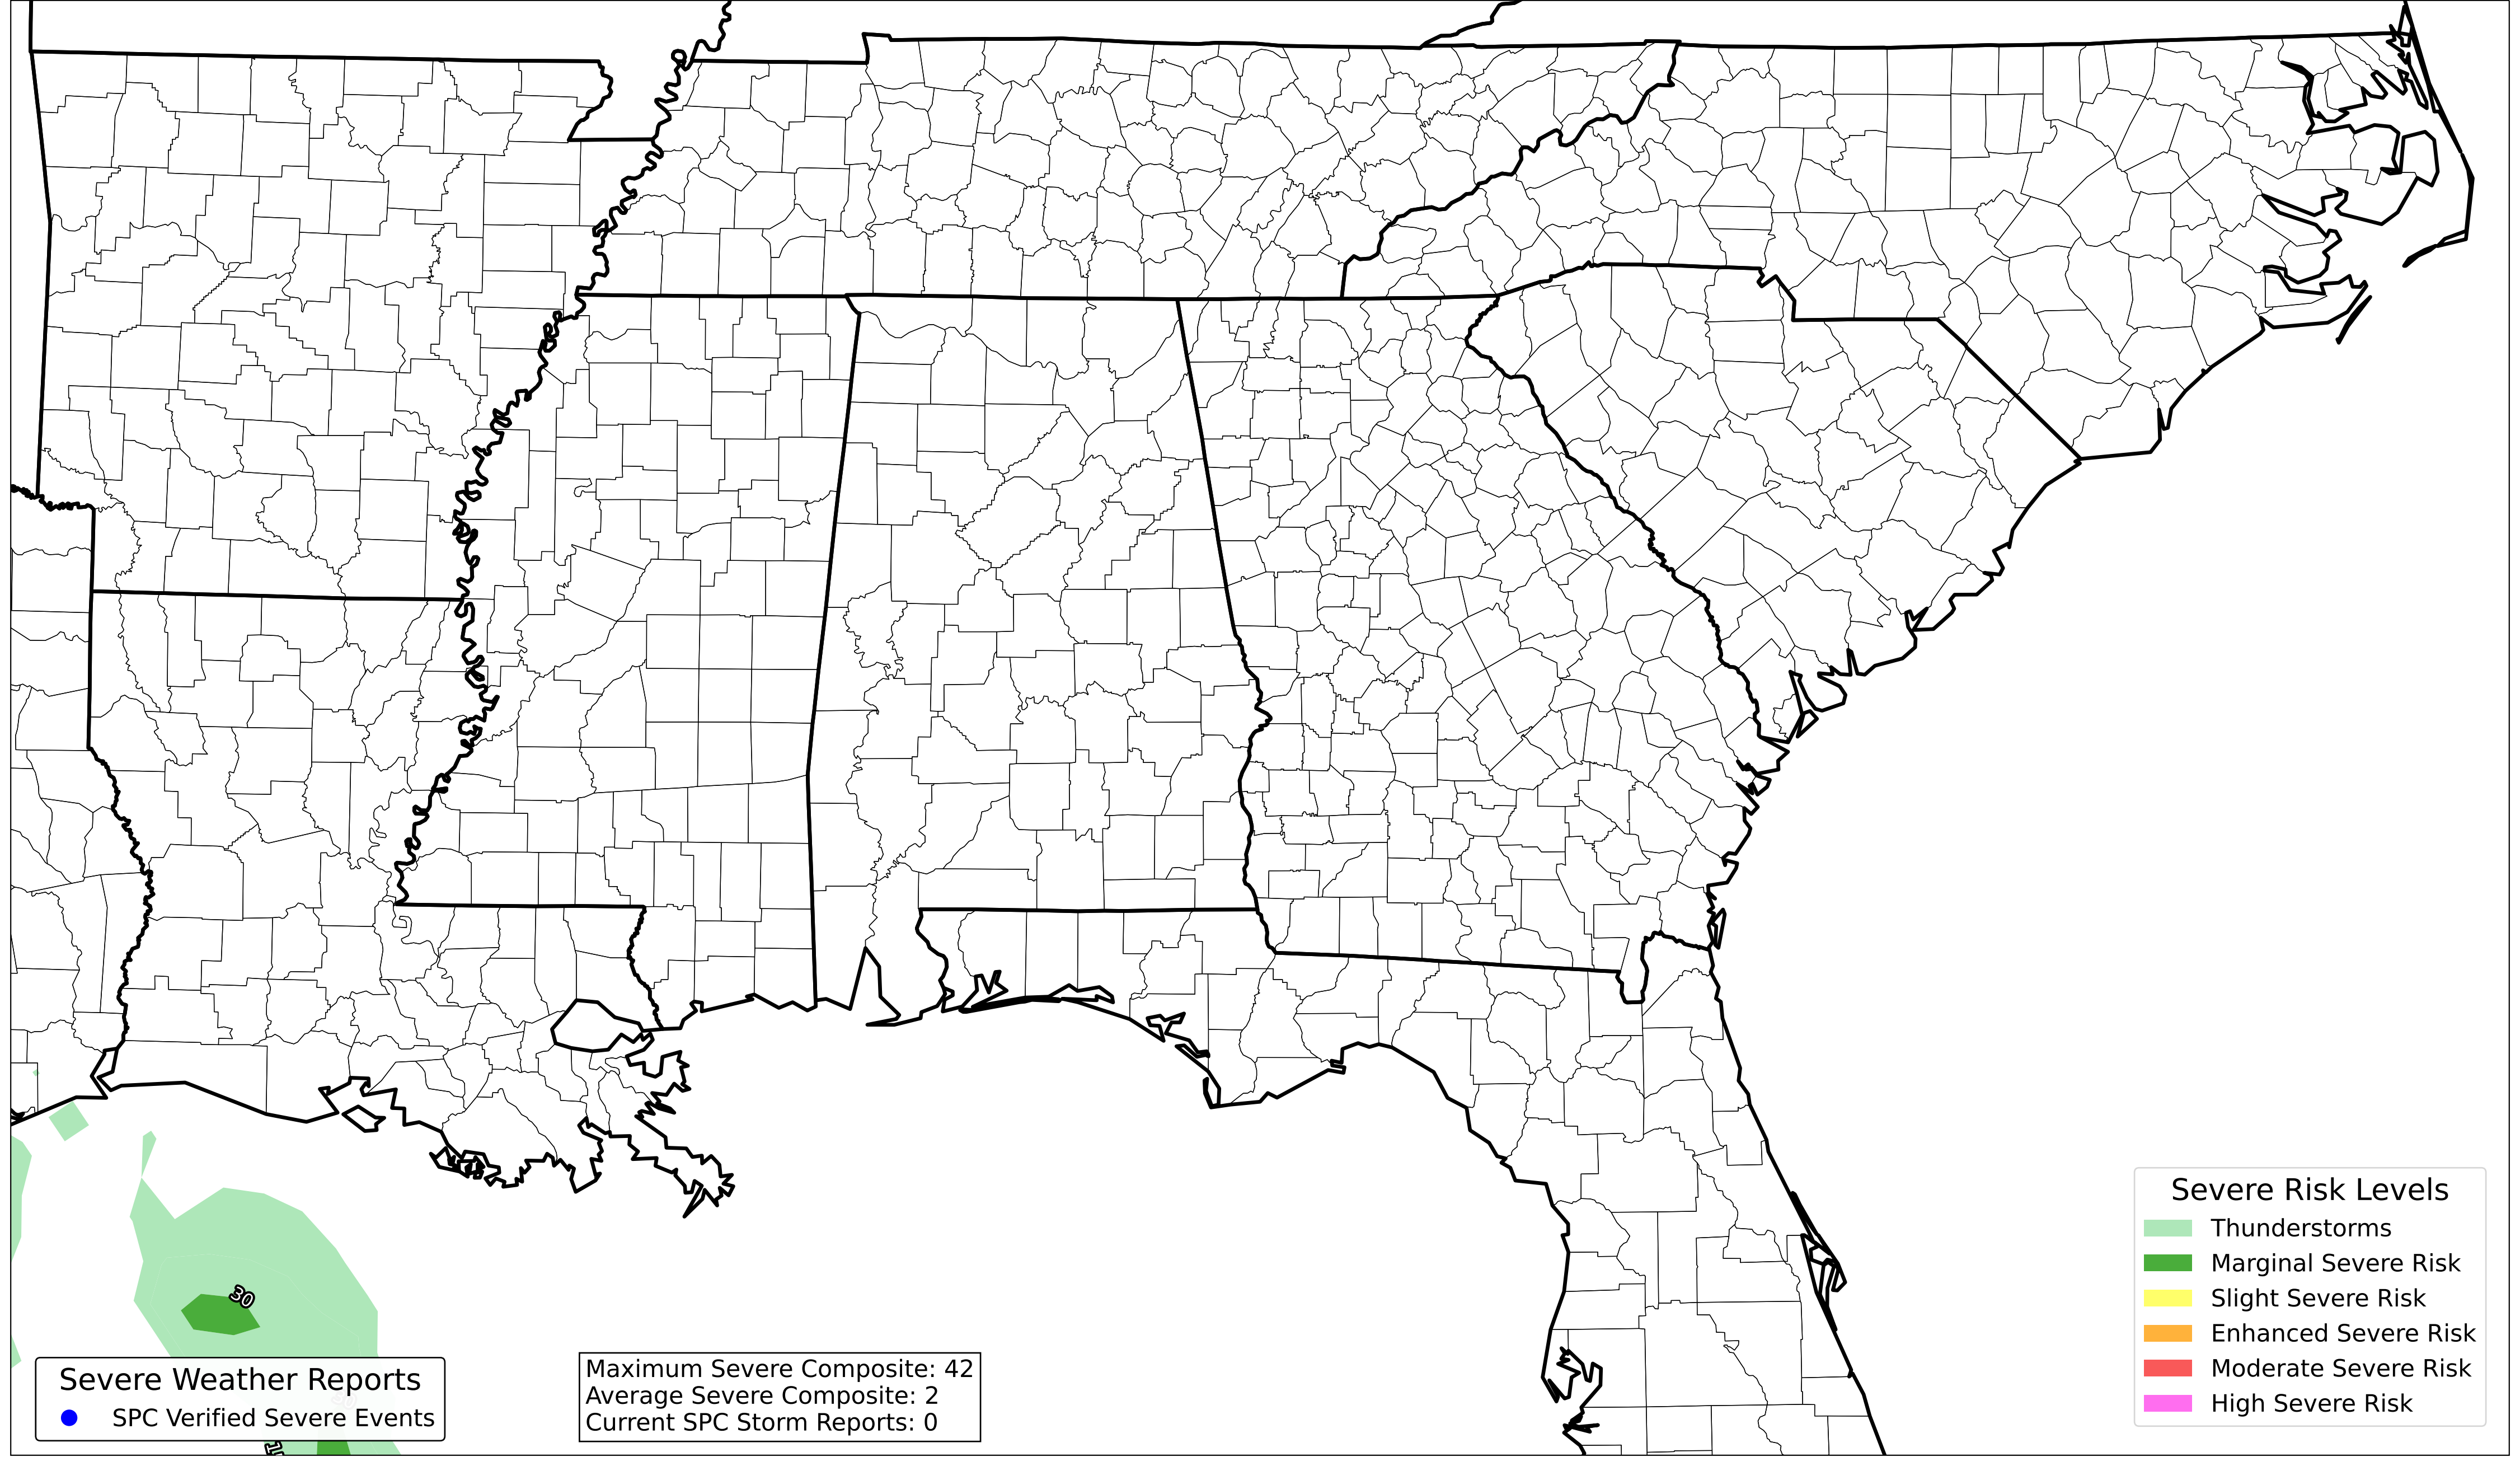 30
Severe Weather Reports
SPC Verified Severe Events
Maximum Severe Composite: 42
Average Severe Composite: 2
Current SPC Storm Reports: 0
Severe Risk Levels
Thunderstorms
Marginal Severe Risk
Slight Severe Risk
Enhanced Severe Risk
Moderate Severe Risk
High Severe Risk